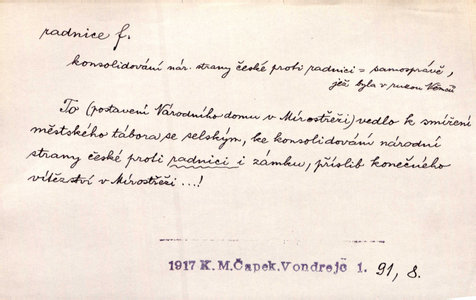 radnice f.
konsolidování nár. strany české proti radnici = samosprávě,
jež byla v rukou Němců
To (postavení Národního domu v Mírostřeži) vedlo k smíření
městského tábora se selským, ke konsolidování národní
strany české proti radnici i zámku, příslib konečného
vítězství v Mírostřeži...!
1917 K.M.Čapek.Vondrejc 1. 91, 8.